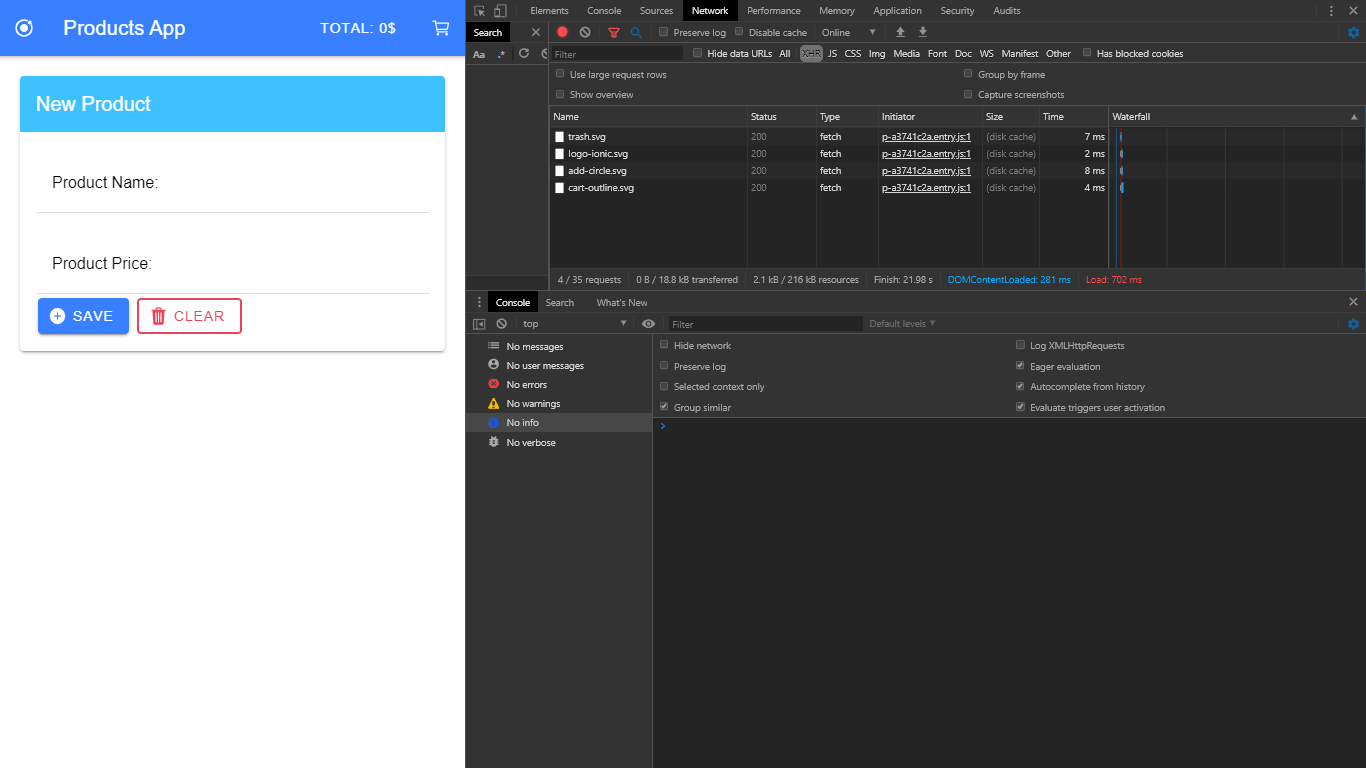 Products App TOTAL: 0$
New Product
Product Name:
Product Price:
SAVE CLEAR
Elements Console Sources Network Performance Memory Application Security Audits
Search
Preserve log Disable cache Online
Aa .*
Filter Hide data URLs All XHR JS CSS Img Media Font Doc WS Manifest Other Has blocked cookies
Use large request rows Group by frame
Show overview Capture screenshots
Name Status Type Initiator Size Time Waterfall
trash.svg 200 fetch p-a3741c2a.entry.js:1 (disk cache) 7 ms
logo-ionic.svg 200 fetch p-a3741c2a.entry.js:1 (disk cache) 2 ms
add-circle.svg 200 fetch p-a3741c2a.entry.js:1 (disk cache) 8 ms
cart-outline.svg 200 fetch p-a3741c2a.entry.js:1 (disk cache) 4 ms
4 / 35 requests 0 B / 18.8 kB transferred 2.1 kB / 216 kB resources Finish: 21.98 s DOMContentLoaded: 281 ms Load: 702 ms
Console Search What's New
top Filter Default levels
No messages
No user messages
No errors
No warnings
No info
No verbose
Hide network Log XMLHttpRequests
Preserve log Eager evaluation
Selected context only Autocomplete from history
Group similar Evaluate triggers user activation